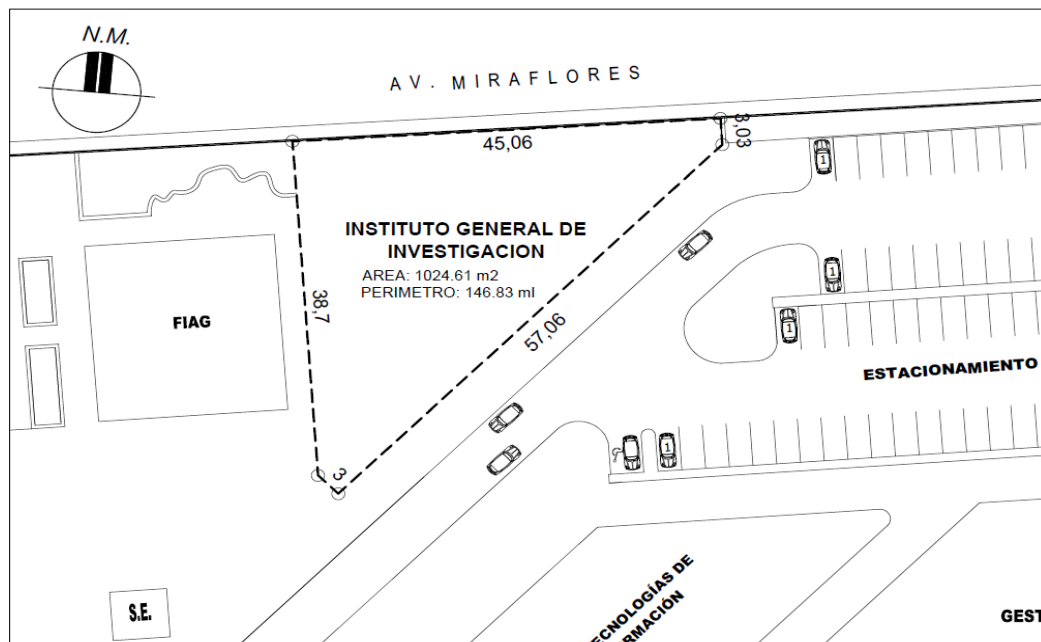 N.M.
AV. MIRAFLORES
45,06
3,03
1
INSTITUTO GENERAL DE
INVESTIGACION
AREA: 1024.61 m2
PERIMETRO: 146.83 ml
1
38,7
FIAG
57,06
1
ESTACIONAMIENTO
1
3
TECNOLOGÍAS DE
RMACIÓN
S.E.
GEST